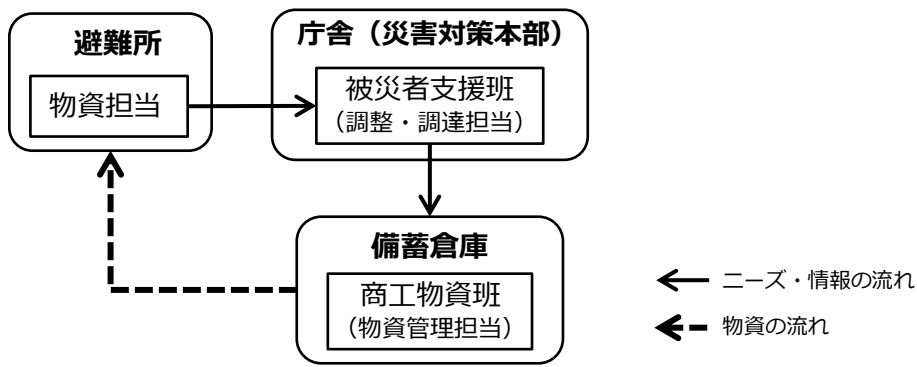 避難所
物資担当
庁舎（災害対策本部）
被災者支援班
（調整・調達担当）
備蓄倉庫
商工物資班
（物資管理担当）
ニーズ・情報の流れ
物資の流れ